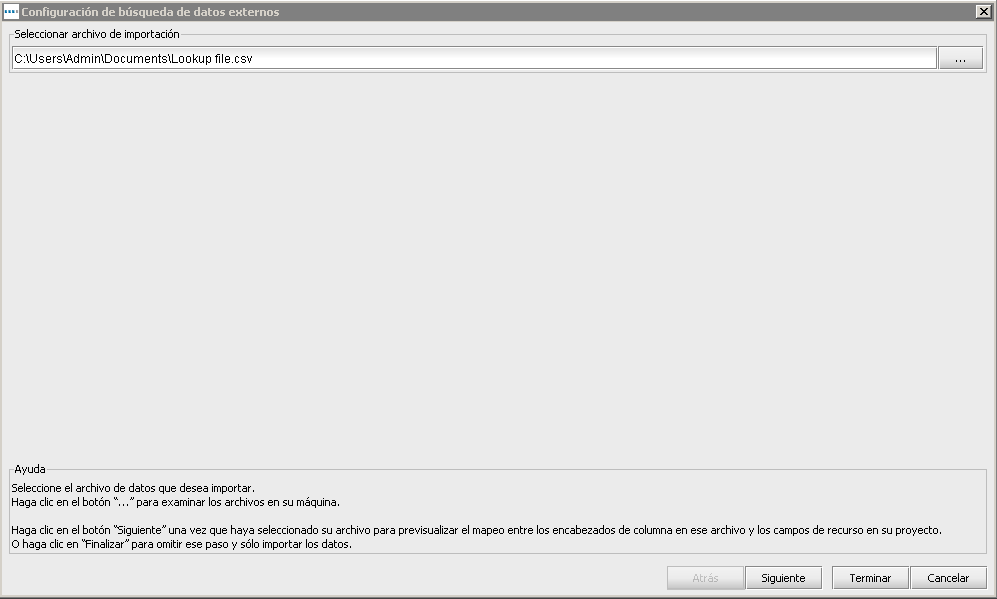 Configuración de búsqueda de datos externos
Seleccionar archivo de importación
C:\Users\Admin\Documents\Lookup file.csv
...
Ayuda
Seleccione el archivo de datos que desea importar.
Haga clic en el botón “...” para examinar los archivos en su máquina.
Haga clic en el botón “Siguiente” una vez que haya seleccionado su archivo para previsualizar el mapeo entre los encabezados de columna en ese archivo y los campos de recurso en su proyecto.
O haga clic en “Finalizar” para omitir ese paso y sólo importar los datos.
Atrás Siguiente Terminar Cancelar